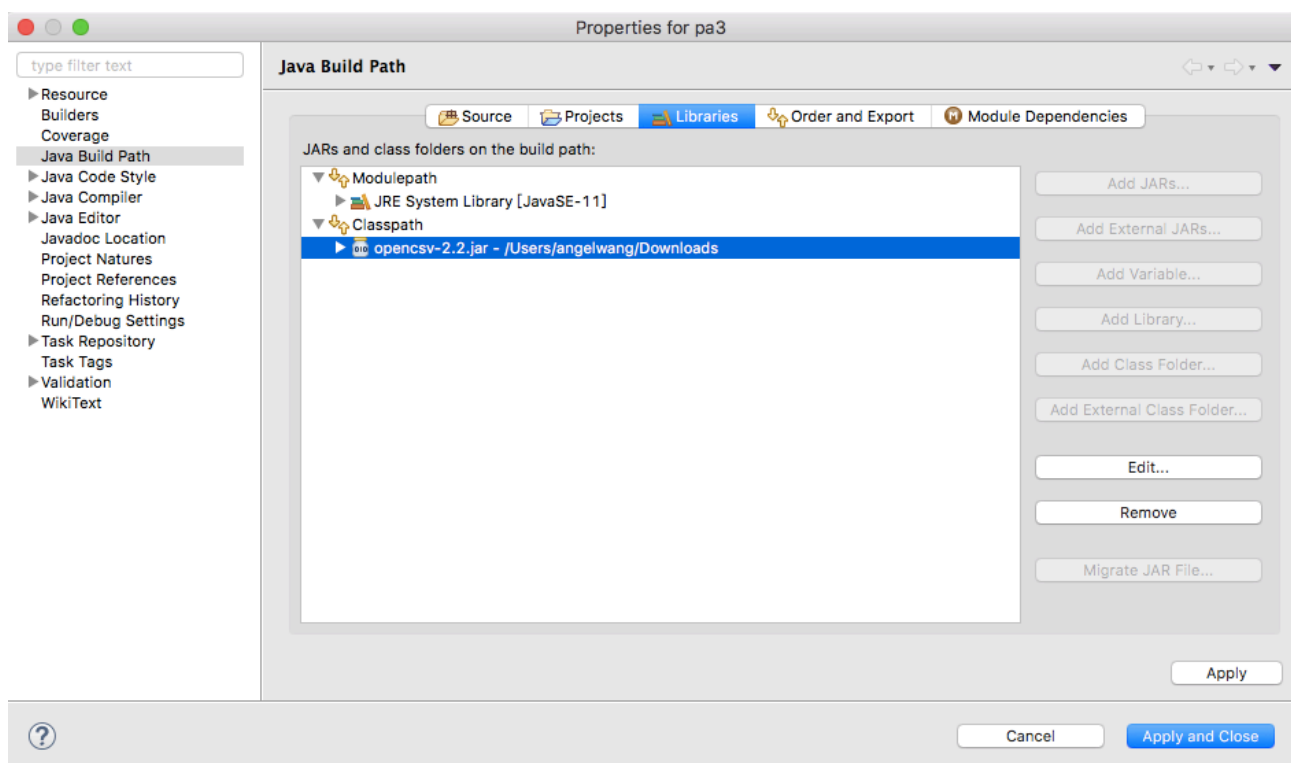 Properties for pa3
type filter text
Resource
Builders
Coverage
Java Build Path
Java Code Style
Java Compiler
Java Editor
Javadoc Location
Project Natures
Project References
Refactoring History
Run/Debug Settings
Task Repository
Task Tags
Validation
WikiText
Java Build Path
Source Projects Libraries Order and Export M Module Dependencies
JARs and class folders on the build path:
Modulepath
JRE System Library [JavaSE-11]
Classpath
010 opencsv-2.2.jar - /Users/angelwang/Downloads
Add JARs...
Add External JARs...
Add Variable...
Add Library...
Add Class Folder...
Add External Class Folder...
Edit...
Remove
Migrate JAR File...
Apply
?
Cancel
Apply and Close